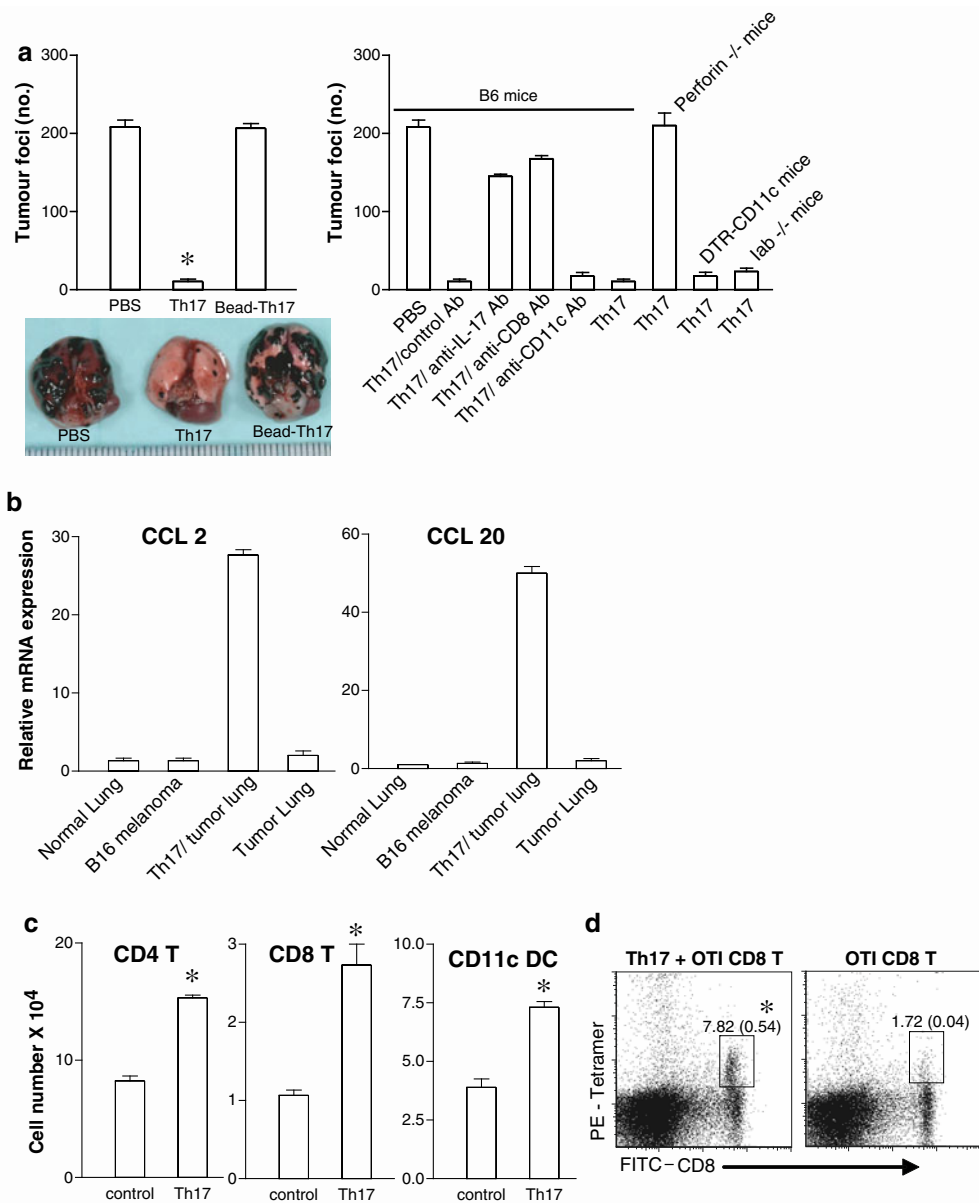 a
Tumour foci (no.)
300
200
100
0
*
PBS
Th17
Bead-Th17
PBS
Th17
Bead-Th17
Tumour foci (no.)
300
200
100
0
B6 mice
Perforin -/- mice
DTR-CD11c mice
Iab -/- mice
PBS
Th17/control Ab
Th17/ anti-IL-17 Ab
Th17/ anti-CD8 Ab
Th17/ anti-CD11c Ab
Th17
Th17
Th17
Th17
b
Relative mRNA expression
CCL 2
30
20
10
0
Normal Lung
B16 melanoma
Th17/ tumor lung
Tumor Lung
CCL 20
60
40
20
0
Normal Lung
B16 melanoma
Th17/ tumor lung
Tumor Lung
c
Cell number X 10⁴
CD4 T
20
10
0
*
control
Th17
CD8 T
3
2
1
0
*
control
Th17
CD11c DC
10.0
7.5
5.0
2.5
0
*
control
Th17
d
Th17 + OTI CD8 T
*
7.82 (0.54)
OTI CD8 T
1.72 (0.04)
PE - Tetramer
FITC-CD8